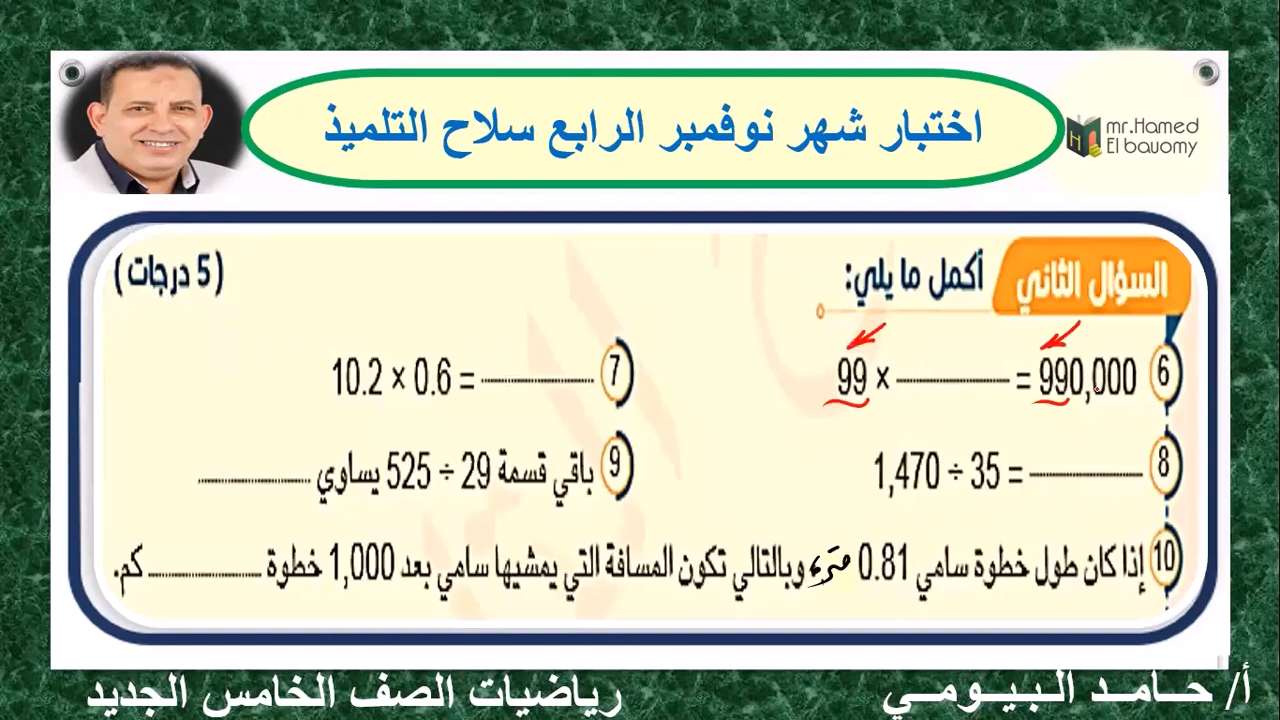 اختبار شهر نوفمبر الرابع سلاح التلميذ
mr.Hamed
El bauomy
السؤال الثاني أكمل ما يلي: (5 درجات)
6 99 × ............ = 990,000
7 10.2 × 0.6 = ............
8 1,470 ÷ 35 = ............
9 باقي قسمة 29 ÷ 525 يساوي ............
10 إذا كان طول خطوة سامي 0.81 متر، وبالتالي تكون المسافة التي يمشيها سامي بعد 1,000 خطوة ............ كم.
أ/ حـامـد البـيـومـي
رياضيات الصف الخامس الجديد